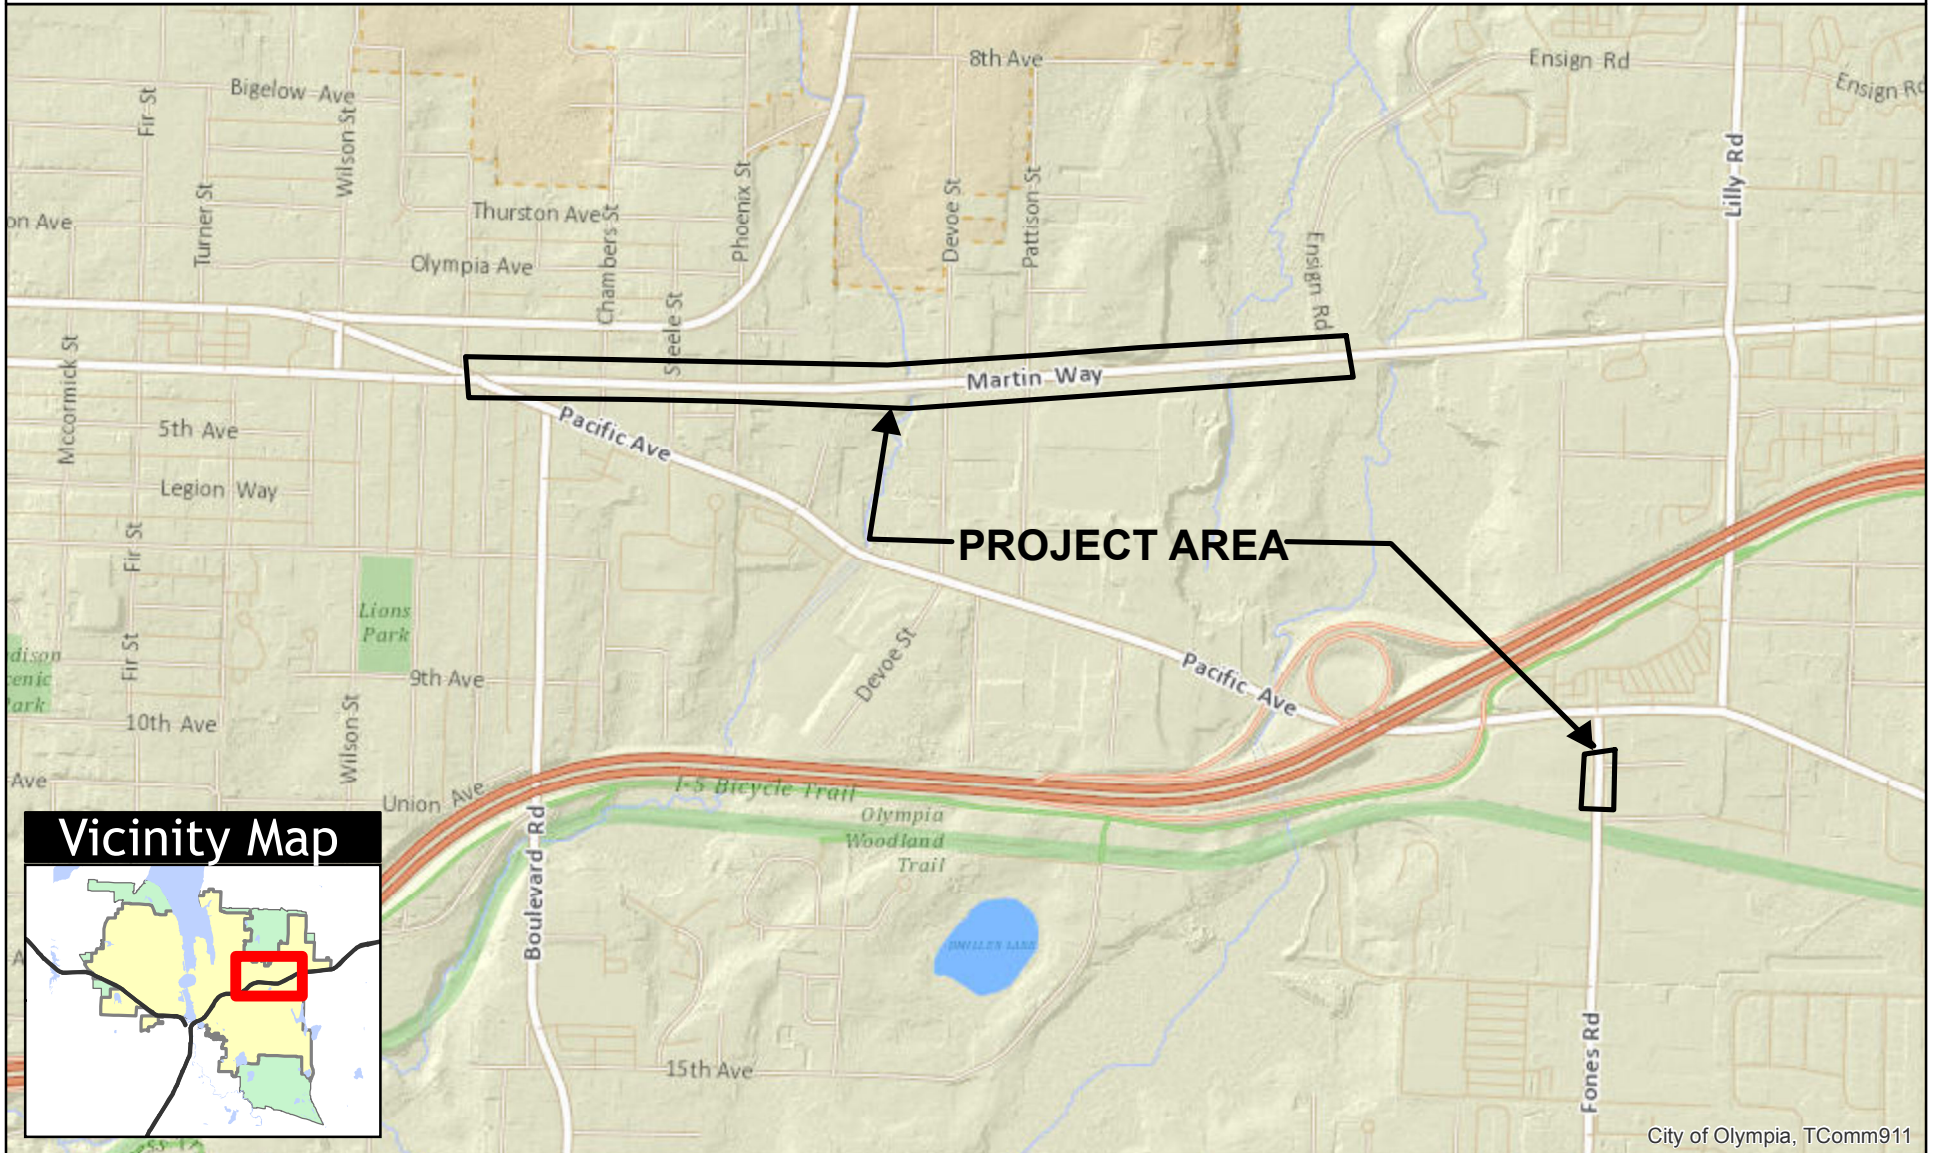 8th Ave
Ensign Rd
Ensign Rd
Bigelow Ave
Fir St
Wilson St
Lilly Rd
Turner St
Thurston Ave
Chambers St
Phoenix St
Devoe St
Pattison St
on Ave
Olympia Ave
Ensign Rd
Steele St
Mccormick St
Martin Way
Pacific Ave
5th Ave
Legion Way
Fir St
PROJECT AREA
Lions
Park
Fir St
dison
cenic
Park
9th Ave
Devoe St
Pacific Ave
10th Ave
Wilson St
Ave
Union Ave
I-5 Bicycle Trail
Olympia
Woodland
Trail
Boulevard Rd
Vicinity Map
A
15th Ave
Fones Rd
City of Olympia, TComm911